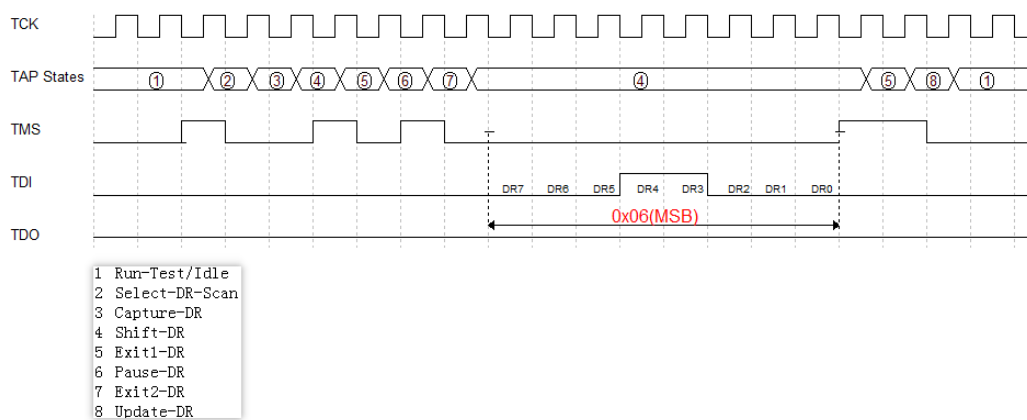 TCK
TAP States ① ② ③ ④ ⑤ ⑥ ⑦ ④ ⑤ ⑧ ①
TMS
TDI DR7 DR6 DR5 DR4 DR3 DR2 DR1 DR0
0x06(MSB)
TDO
1 Run-Test/Idle
2 Select-DR-Scan
3 Capture-DR
4 Shift-DR
5 Exit1-DR
6 Pause-DR
7 Exit2-DR
8 Update-DR